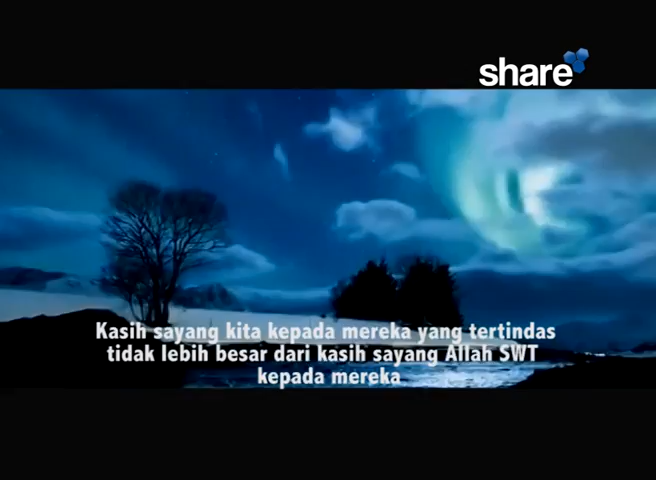 share
Kasih sayang kita kepada mereka yang tertindas
tidak lebih besar dari kasih sayang Allah SWT
kepada mereka